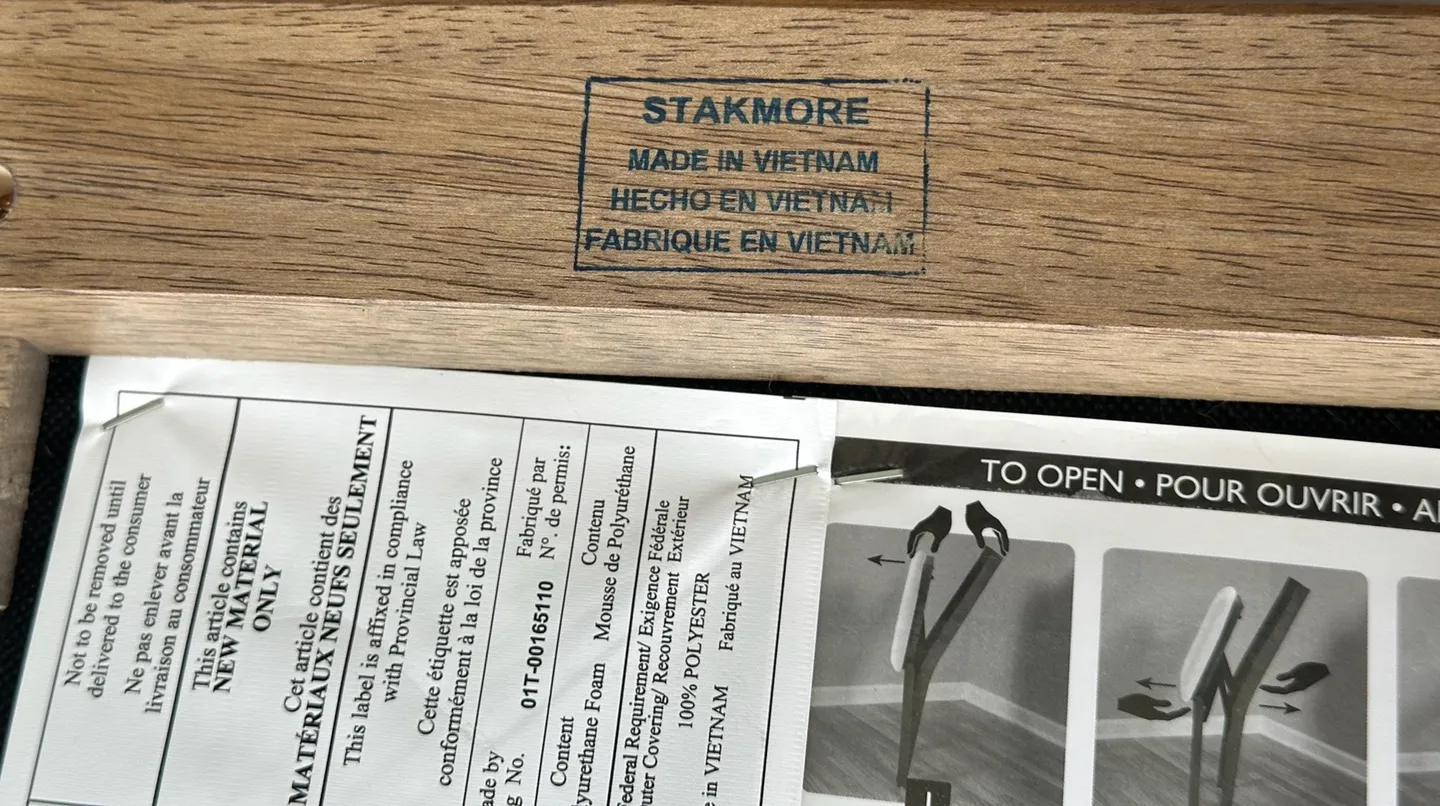 STAKMORE
MADE IN VIETNAM
HECHO EN VIETNAM
FABRIQUE EN VIETNAM
Not to be removed until
delivered to the consumer
Ne pas enlever avant la
livraison au consommateur
This article contains
NEW MATERIAL
ONLY
Cet article contient des
MATÉRIAUX NEUFS SEULEMENT
This label is affixed in compliance
with Provincial Law
Cette étiquette est apposée
conformément à la loi de la province
Fabriqué par
No. 01T-00165110 Nº. de permis:
Content Contenu
Foam Mousse de Polyuréthane
Requirement/ Exigence Fédérale
Covering/ Recouvrement Extérieur
100% POLYESTER
in VIETNAM Fabriqué au VIETNAM
TO OPEN • POUR OUVRIR •
1